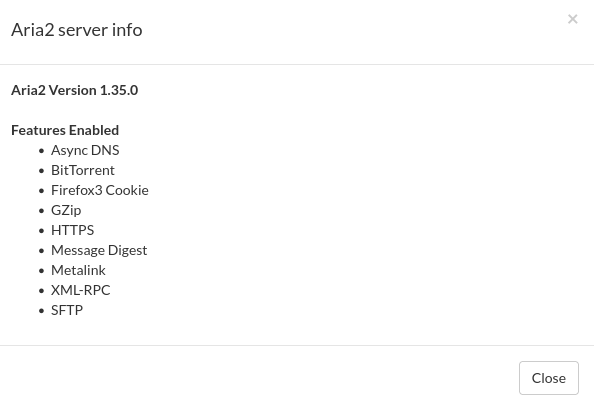 Aria2 server info
×
Aria2 Version 1.35.0
Features Enabled
• Async DNS
• BitTorrent
• Firefox3 Cookie
• GZip
• HTTPS
• Message Digest
• Metalink
• XML-RPC
• SFTP
Close